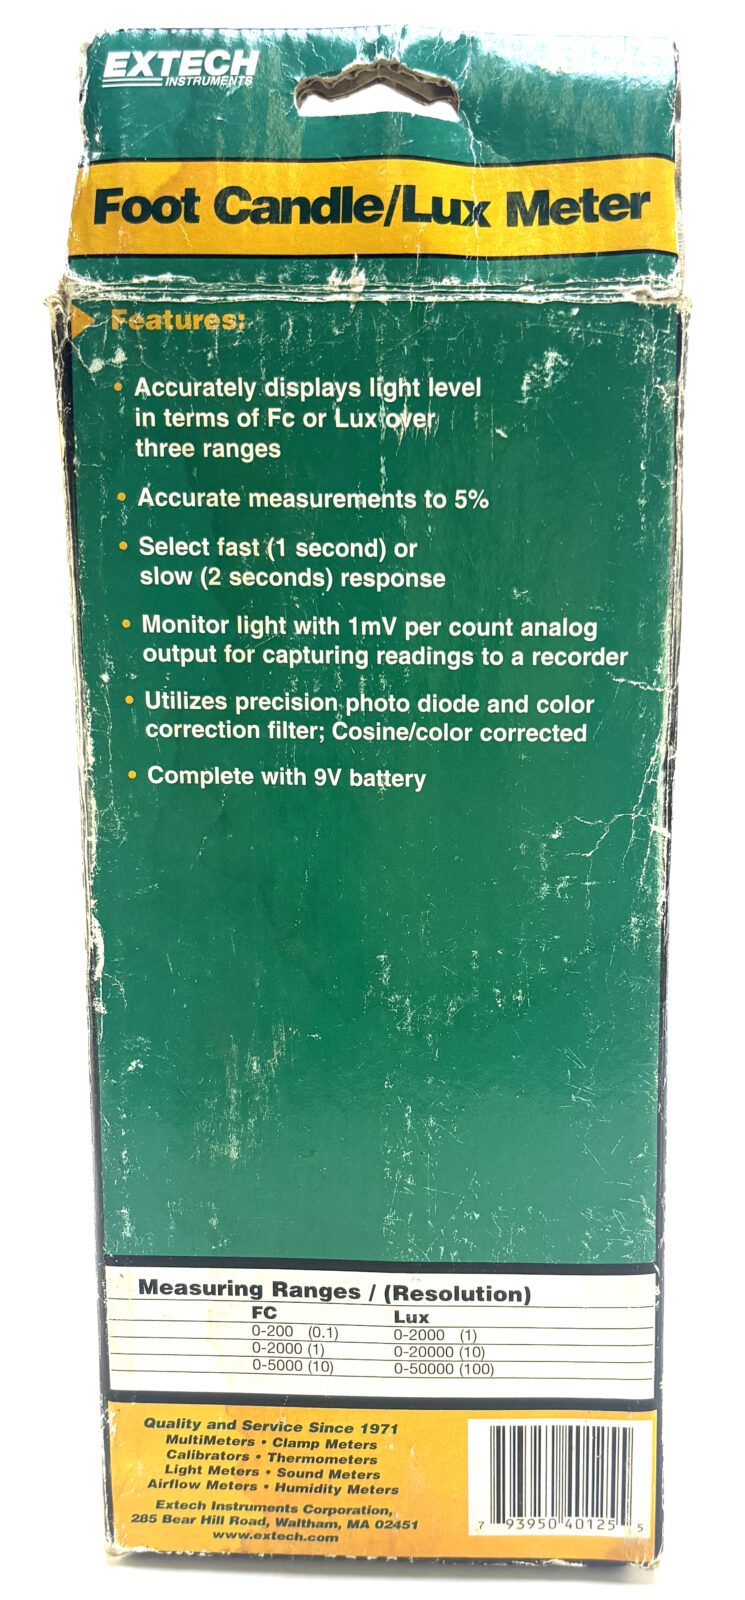 EXTECH
INSTRUMENTS
Foot Candle/Lux Meter
Features:
• Accurately displays light level
in terms of Fc or Lux over
three ranges
• Accurate measurements to 5%
• Select fast (1 second) or
slow (2 seconds) response
• Monitor light with 1mV per count analog
output for capturing readings to a recorder
• Utilizes precision photo diode and color
correction filter; Cosine/color corrected
• Complete with 9V battery
Measuring Ranges / (Resolution)
FC Lux
0-200 (0.1) 0-2000 (1)
0-2000 (1) 0-20000 (10)
0-5000 (10) 0-50000 (100)
Quality and Service Since 1971
MultiMeters • Clamp Meters
Calibrators • Thermometers
Light Meters • Sound Meters
Airflow Meters • Humidity Meters
Extech Instruments Corporation,
285 Bear Hill Road, Waltham, MA 02451
www.extech.com
7 93950 40125 5